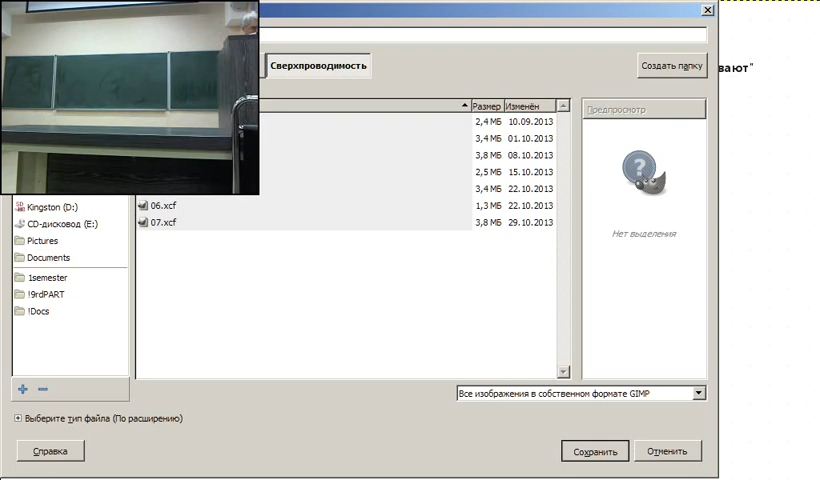 Сверхпроводимость
Создать папку
вают"
Размер Изменён
Предпросмотр
2,4 МБ 10.09.2013
3,4 МБ 01.10.2013
3,8 МБ 08.10.2013
2,5 МБ 15.10.2013
3,4 МБ 22.10.2013
06.xcf 1,3 МБ 22.10.2013
07.xcf 3,8 МБ 29.10.2013
Kingston (D:)
CD-дисковод (E:)
Pictures
Documents
1semester
!9rdPART
!Docs
Нет выделения
Все изображения в собственном формате GIMP
Выберите тип файла (По расширению)
Справка
Сохранить
Отменить